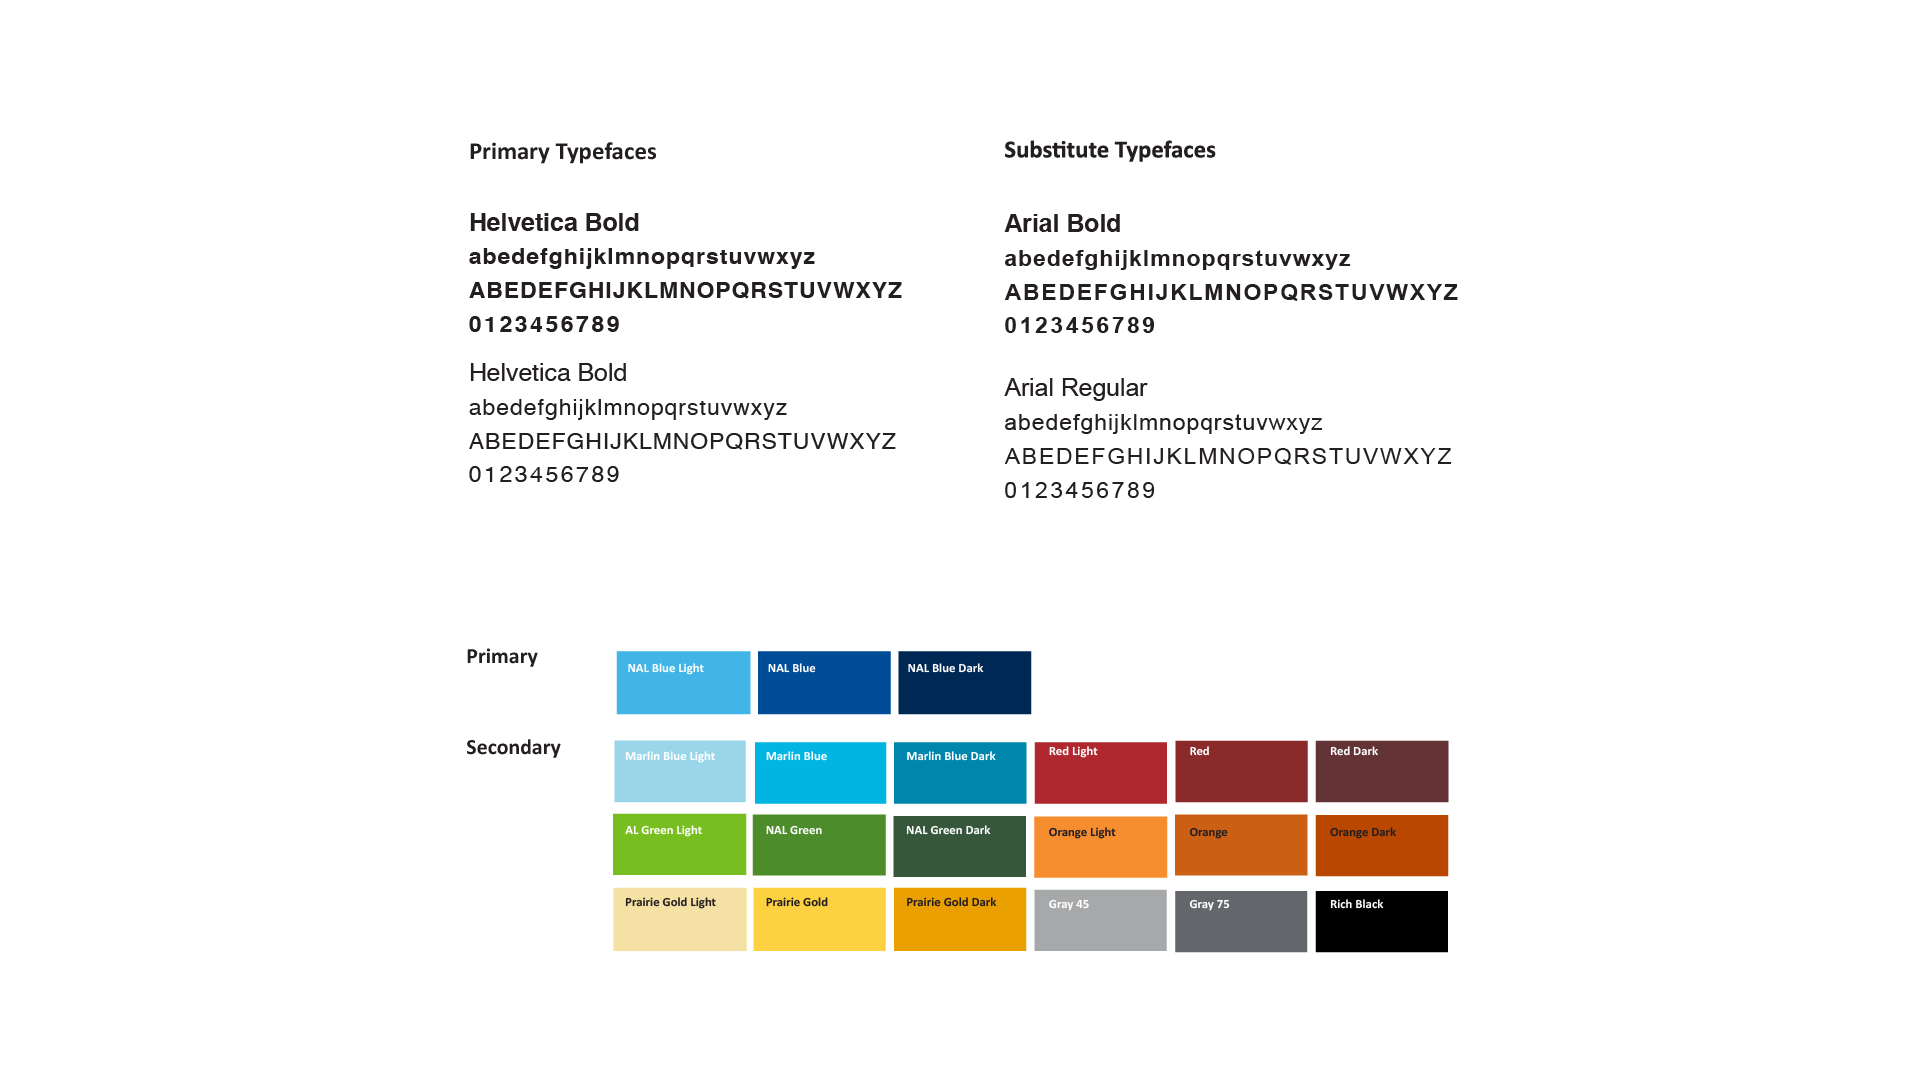 Primary Typefaces
Helvetica Bold
abedefghijklmnopqrstuvwxyz
ABEDEFGHIJKLMNOPQRSTUVWXYZ
0123456789
Helvetica Bold
abedefghijklmnopqrstuvwxyz
ABEDEFGHIJKLMNOPQRSTUVWXYZ
0123456789
Substitute Typefaces
Arial Bold
abedefghijklmnopqrstuvwxyz
ABEDEFGHIJKLMNOPQRSTUVWXYZ
0123456789
Arial Regular
abedefghijklmnopqrstuvwxyz
ABEDEFGHIJKLMNOPQRSTUVWXYZ
0123456789
Primary
NAL Blue Light
NAL Blue
NAL Blue Dark
Secondary
Marlin Blue Light
Marlin Blue
Marlin Blue Dark
Red Light
Red
Red Dark
AL Green Light
NAL Green
NAL Green Dark
Orange Light
Orange
Orange Dark
Prairie Gold Light
Prairie Gold
Prairie Gold Dark
Gray 45
Gray 75
Rich Black